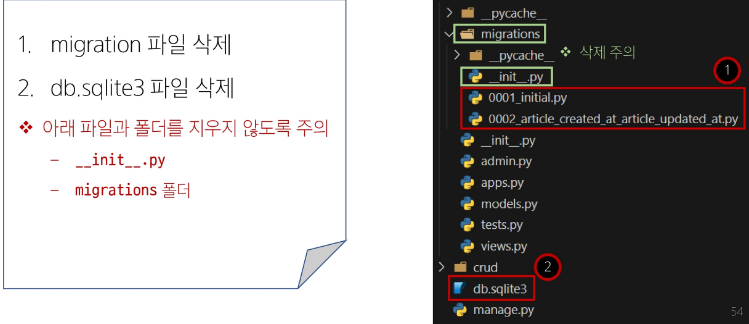 1. migration 파일 삭제
2. db.sqlite3 파일 삭제
❖ 아래 파일과 폴더를 지우지 않도록 주의
– __init__.py
– migrations 폴더
__pycache__
migrations
__pycache__ ❖ 삭제 주의
__init__.py
1
0001_initial.py
0002_article_created_at_article_updated_at.py
__init__.py
admin.py
apps.py
models.py
tests.py
views.py
crud
2
db.sqlite3
manage.py
54